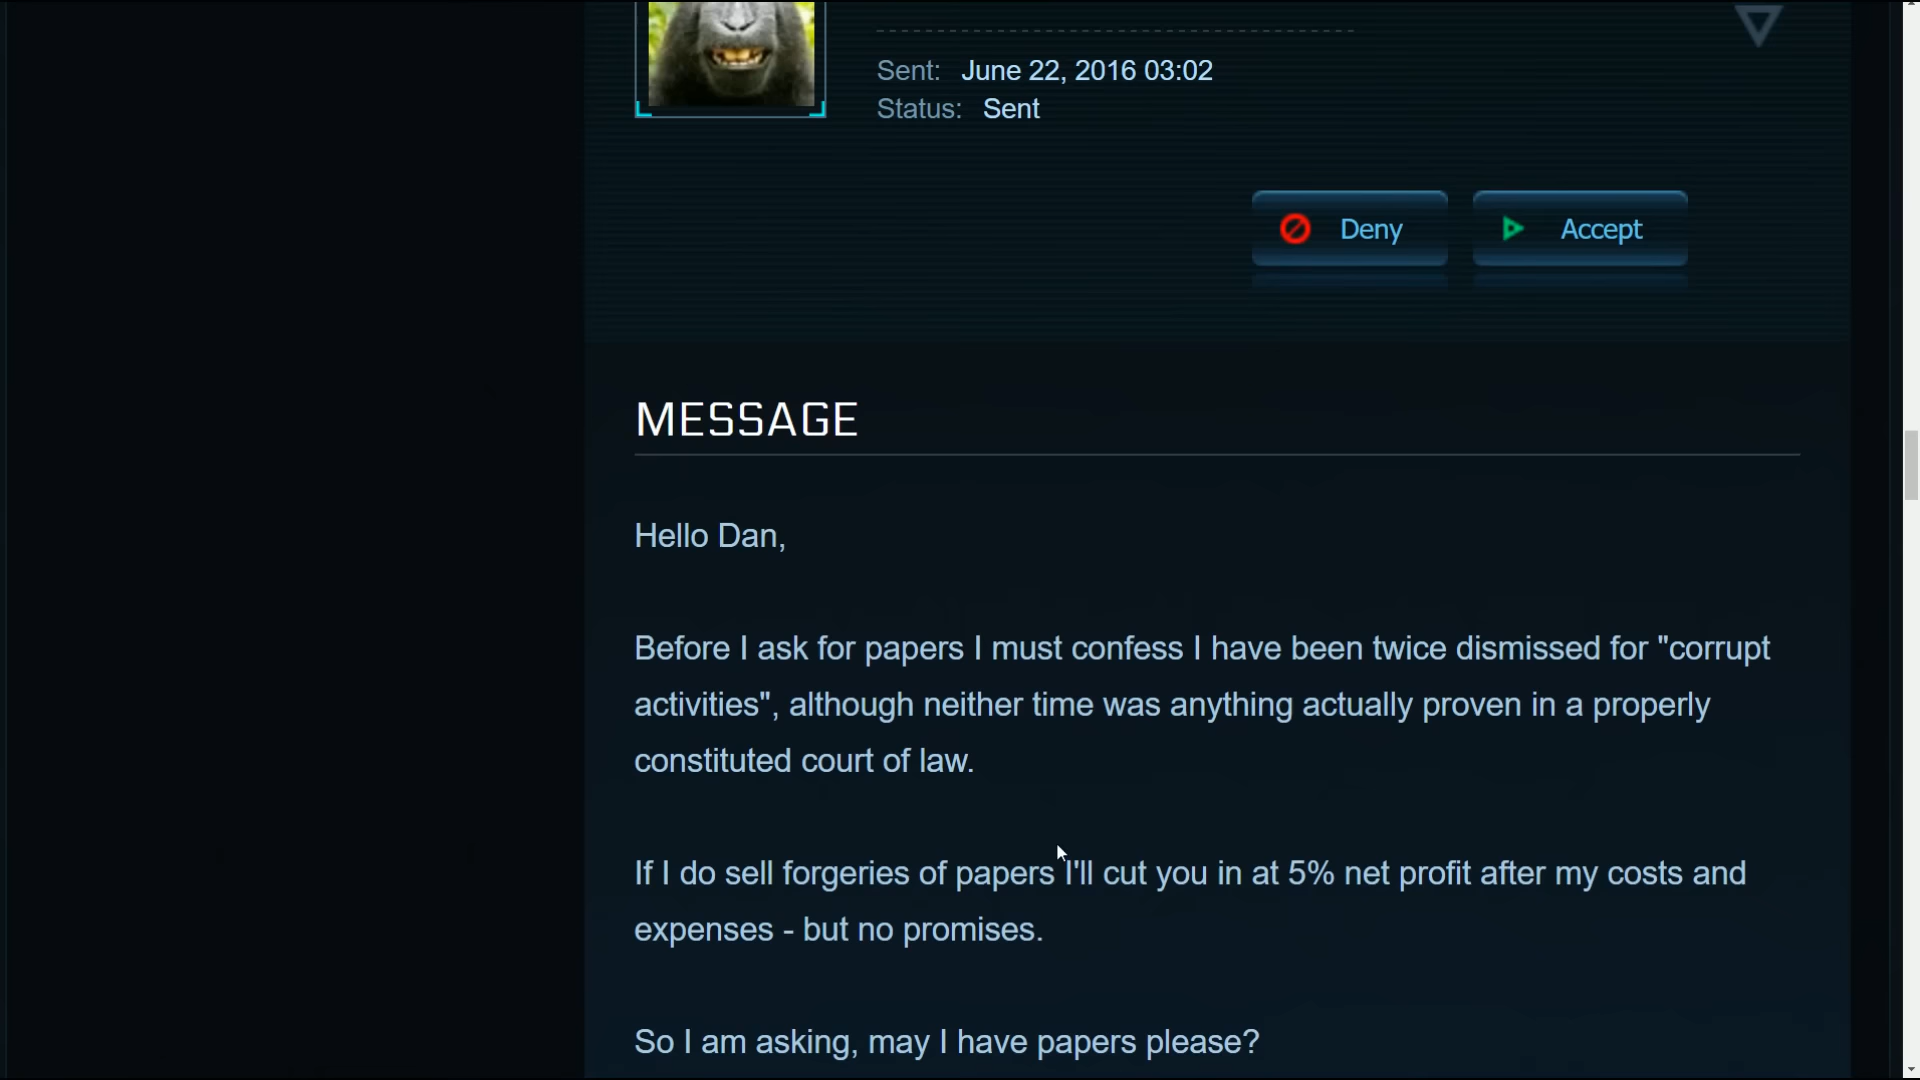 Sent: June 22, 2016 03:02
Status: Sent
Deny Accept
MESSAGE
Hello Dan,
Before I ask for papers I must confess I have been twice dismissed for "corrupt
activities", although neither time was anything actually proven in a properly
constituted court of law.
If I do sell forgeries of papers I'll cut you in at 5% net profit after my costs and
expenses - but no promises.
So I am asking, may I have papers please?